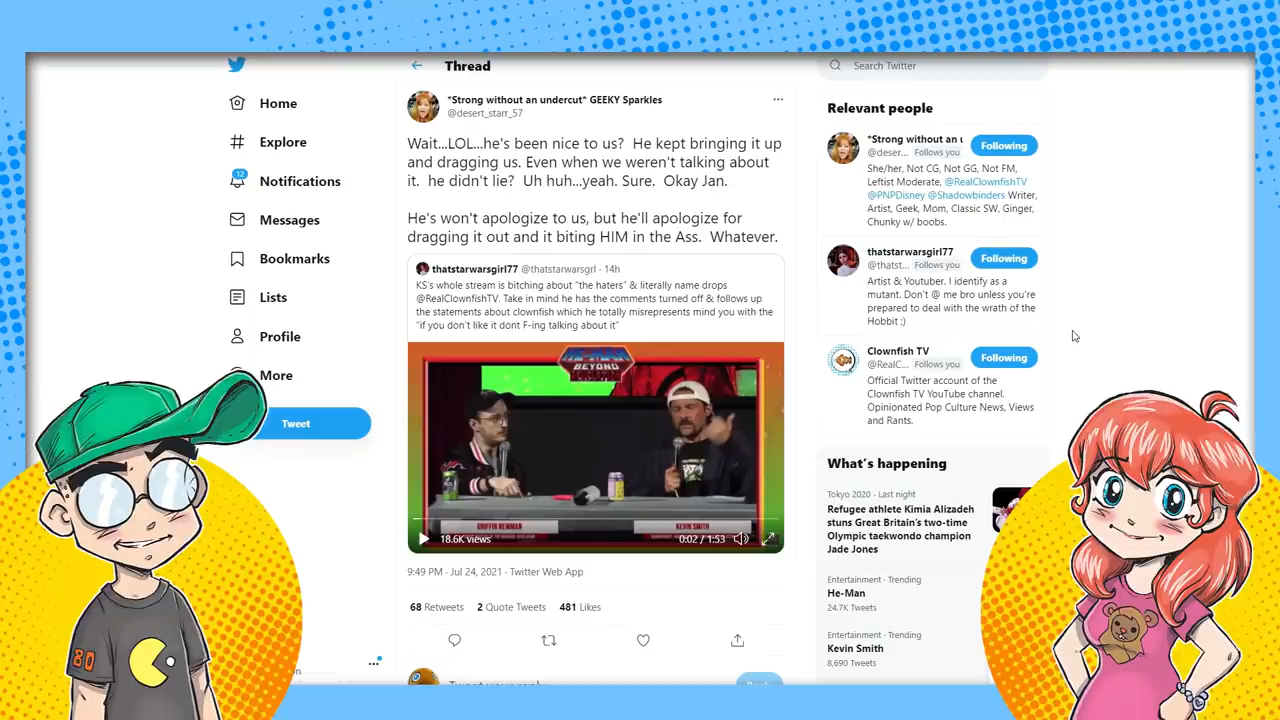 Thread
Search Twitter
Home
Explore
12
Notifications
Messages
Bookmarks
Lists
Profile
More
Tweet
*Strong without an undercut* GEEKY Sparkles
@desert_starr_57
Wait...LOL...he's been nice to us? He kept bringing it up
and dragging us. Even when we weren't talking about
it. he didn't lie? Uh huh...yeah. Sure. Okay Jan.
He's won't apologize to us, but he'll apologize for
dragging it out and it biting HIM in the Ass. Whatever.
thatstarwarsgirl77 @thatstarwsgrl · 14h
KS's whole stream is bitching about "the haters" & literally name drops
@RealClownfishTV. Take in mind he has the comments turned off & follows up
the statements about clownfish which he totally misrepresents mind you with the
"if you don't like it dont F-ing talking about it"
HE-MAN
BEYOND
GRIFFIN NEWMAN
KEVIN SMITH
18.6K views
0:02 / 1:53
9:49 PM · Jul 24, 2021 · Twitter Web App
68 Retweets 2 Quote Tweets 481 Likes
Tweet your reply
Relevant people
*Strong without an u
@deser... Follows you
Following
She/her, Not CG, Not GG, Not FM,
Leftist Moderate, @RealClownfishTV
@PNPDisney @Shadowbinders Writer,
Artist, Geek, Mom, Classic SW, Ginger,
Chunky w/ boobs.
thatstarwarsgirl77
@thatst... Follows you
Following
Artist & Youtuber. I identify as a
mutant. Don't @ me bro unless you're
prepared to deal with the wrath of the
Hobbit ;)
Clownfish TV
@RealC... Follows you
Following
Official Twitter account of the
Clownfish TV YouTube channel.
Opinionated Pop Culture News, Views
and Rants.
What's happening
Tokyo 2020 · Last night
Refugee athlete Kimia Alizadeh
stuns Great Britain's two-time
Olympic taekwondo champion
Jade Jones
Entertainment · Trending
He-Man
24.7K Tweets
Entertainment · Trending
Kevin Smith
8,690 Tweets
80